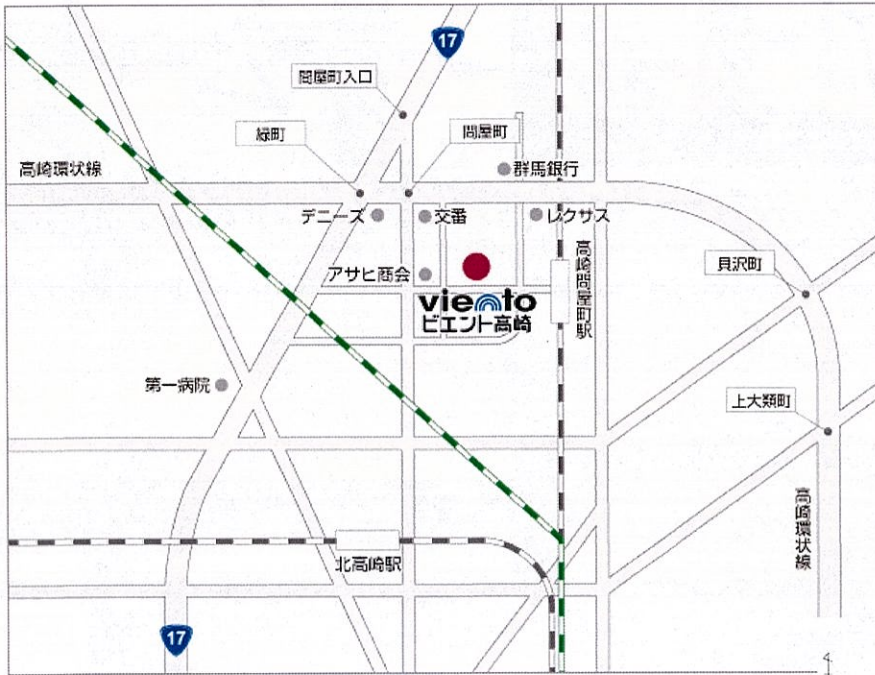 17
問屋町入口
緑町
問屋町
高崎環状線
群馬銀行
デニーズ
交番
レクサス
高崎問屋町駅
貝沢町
アサヒ商会
viento
ビエント高崎
第一病院
上大類町
高崎環状線
北高崎駅
17